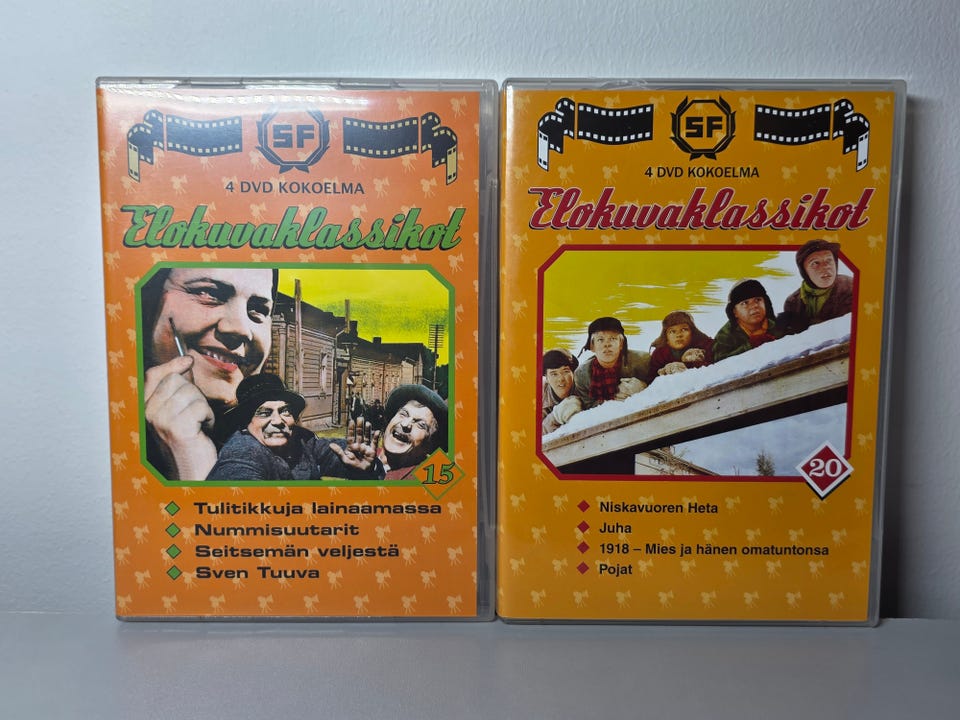 SF
4 DVD KOKOELMA
Elokuvaklassikot
15
Tulitikkuja lainaamassa
Nummisuutarit
Seitsemän veljestä
Sven Tuuva
SF
4 DVD KOKOELMA
Elokuvaklassikot
20
Niskavuoren Heta
Juha
1918 – Mies ja hänen omatuntonsa
Pojat